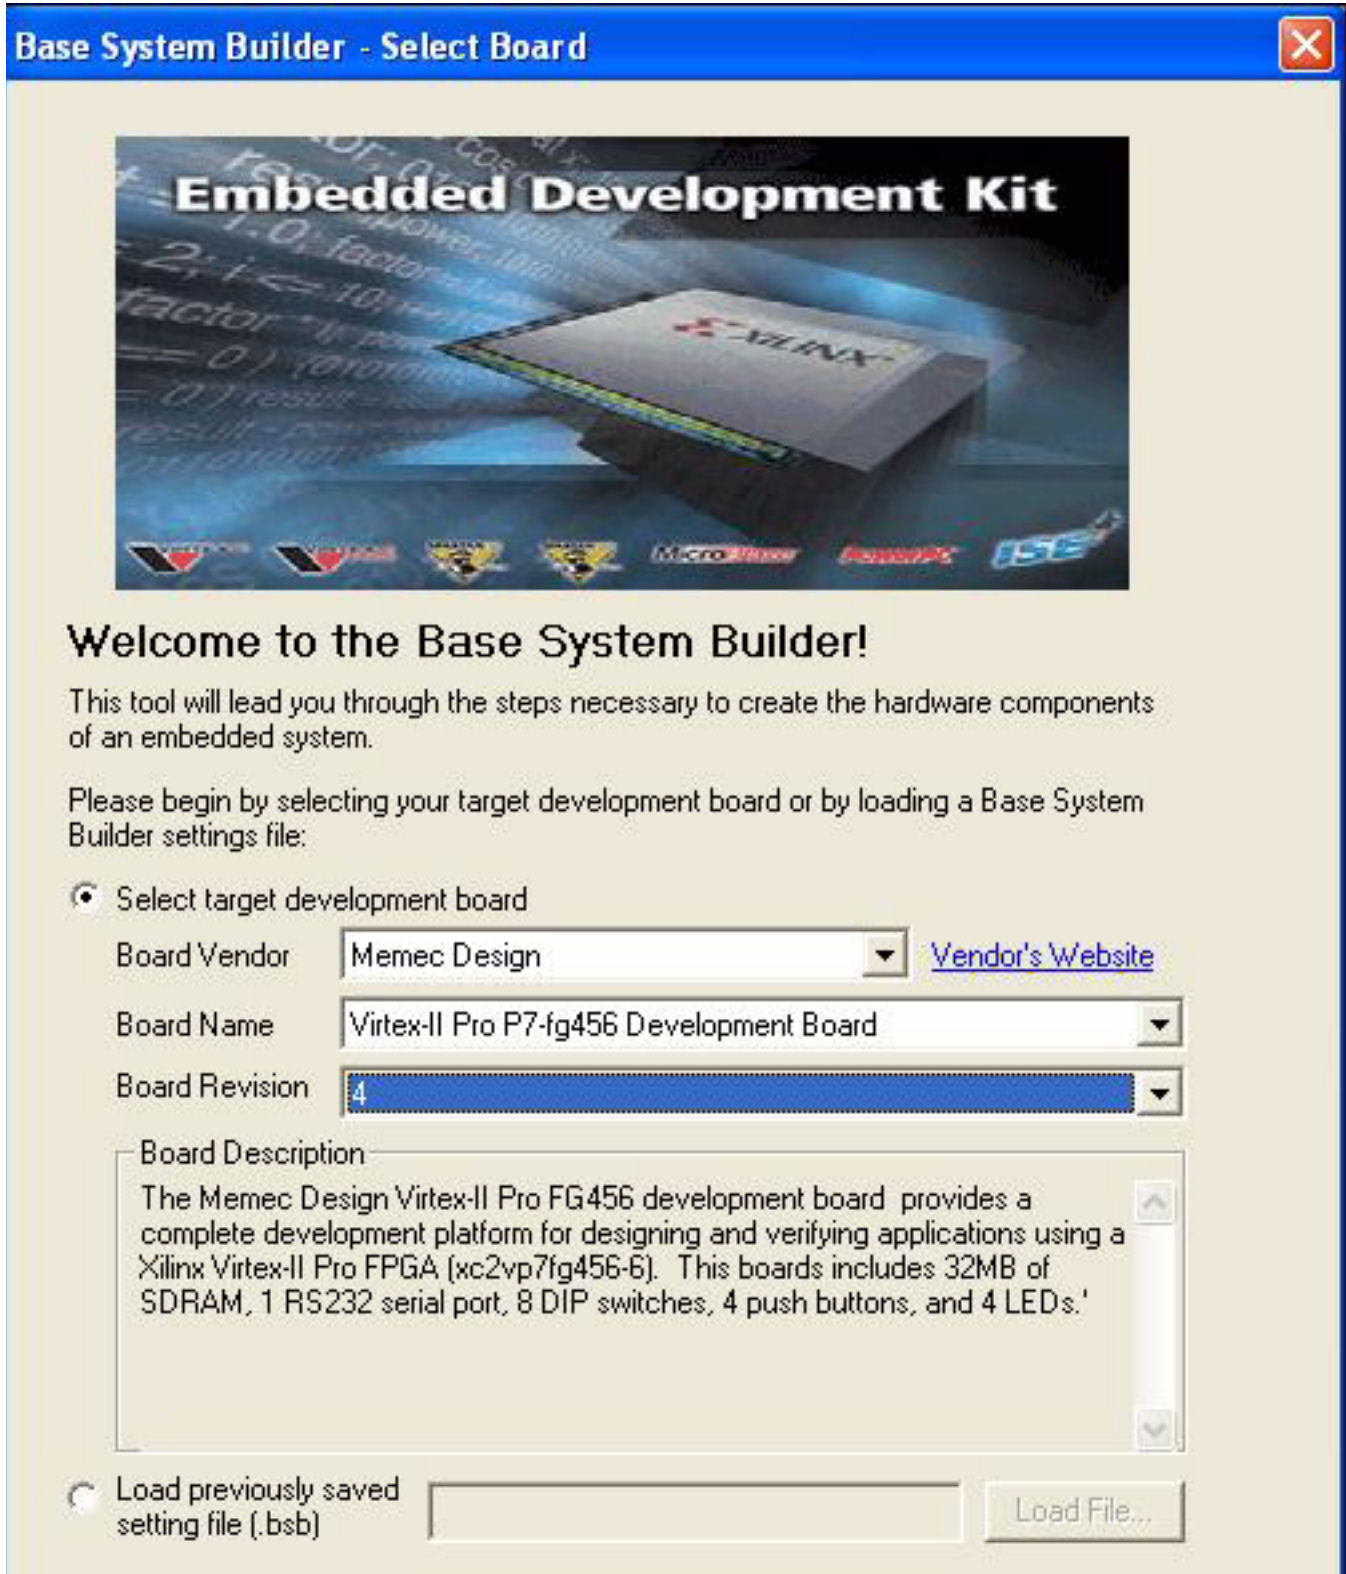 Base System Builder - Select Board
Embedded Development Kit
XILINX
PowerPC
ISE
Welcome to the Base System Builder!
This tool will lead you through the steps necessary to create the hardware components
of an embedded system.
Please begin by selecting your target development board or by loading a Base System
Builder settings file:
Select target development board
Board Vendor Memec Design Vendor's Website
Board Name Virtex-II Pro P7-fg456 Development Board
Board Revision 4
Board Description
The Memec Design Virtex-II Pro FG456 development board provides a
complete development platform for designing and verifying applications using a
Xilinx Virtex-II Pro FPGA (xc2vp7fg456-6). This boards includes 32MB of
SDRAM, 1 RS232 serial port, 8 DIP switches, 4 push buttons, and 4 LEDs.'
Load previously saved
setting file (.bsb)
Load File...